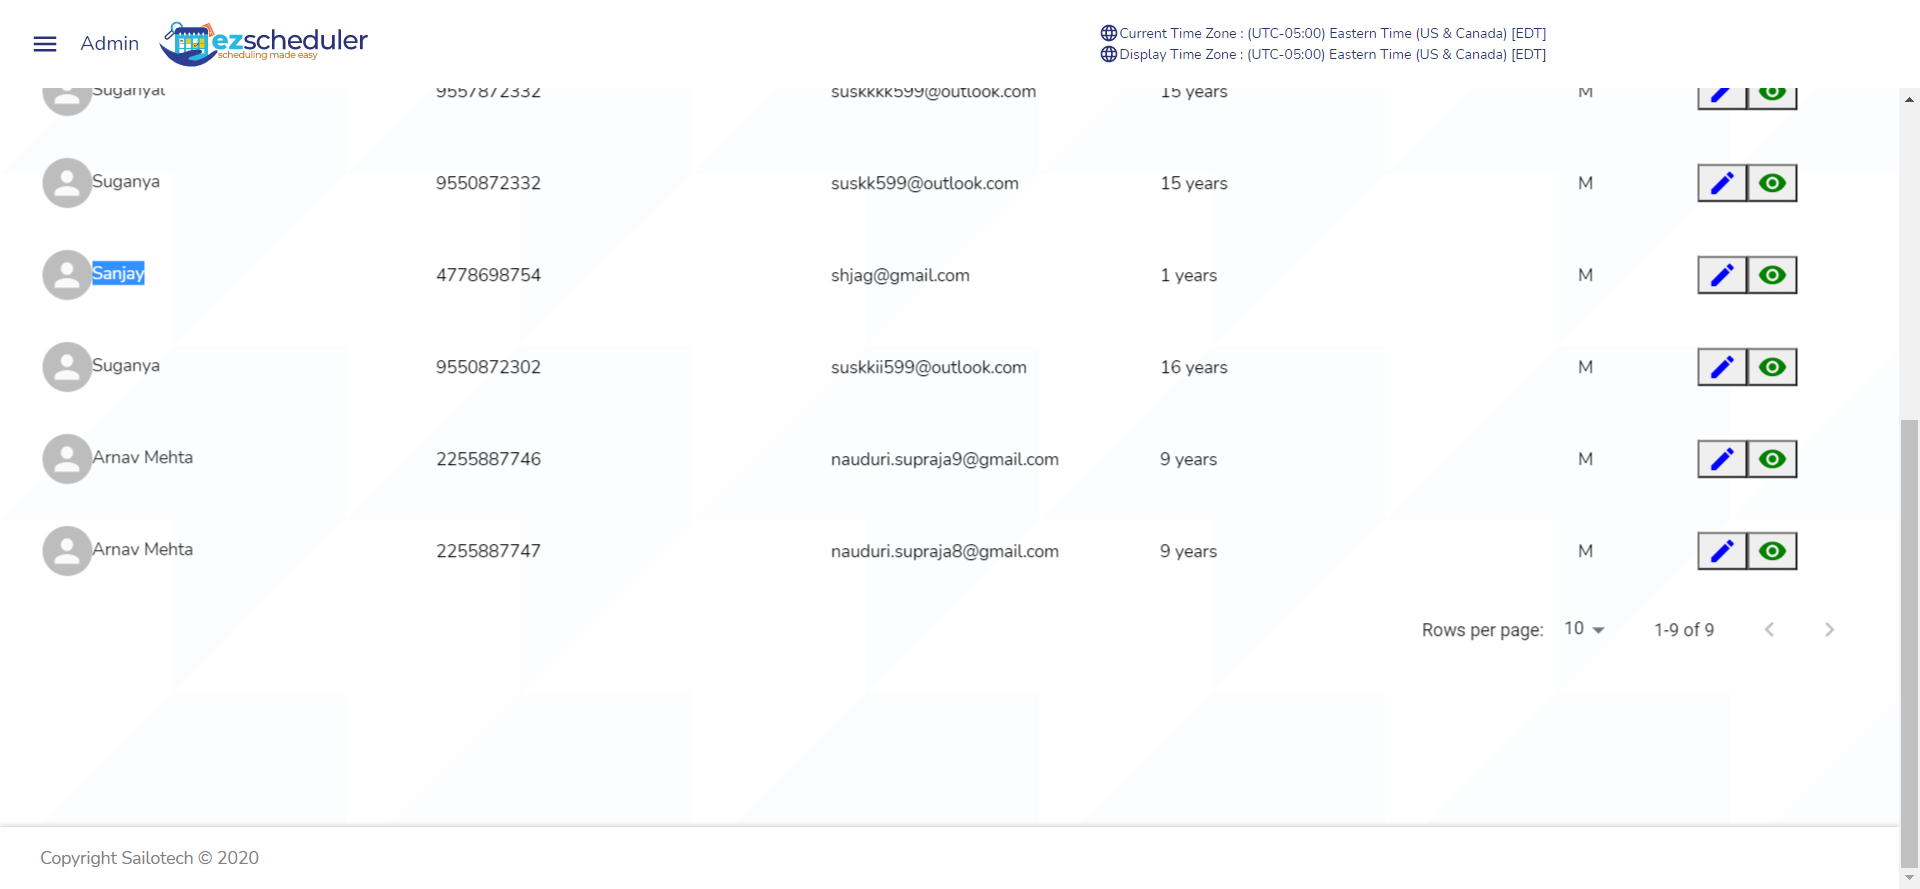 Admin
ezscheduler
scheduling made easy
Current Time Zone : (UTC-05:00) Eastern Time (US & Canada) [EDT]
Display Time Zone : (UTC-05:00) Eastern Time (US & Canada) [EDT]
Suganyat 9557872332 suskkkk599@outlook.com 15 years M
Suganya 9550872332 suskk599@outlook.com 15 years M
Sanjay 4778698754 shjag@gmail.com 1 years M
Suganya 9550872302 suskkii599@outlook.com 16 years M
Arnav Mehta 2255887746 nauduri.supraja9@gmail.com 9 years M
Arnav Mehta 2255887747 nauduri.supraja8@gmail.com 9 years M
Rows per page: 10 1-9 of 9
Copyright Sailotech © 2020